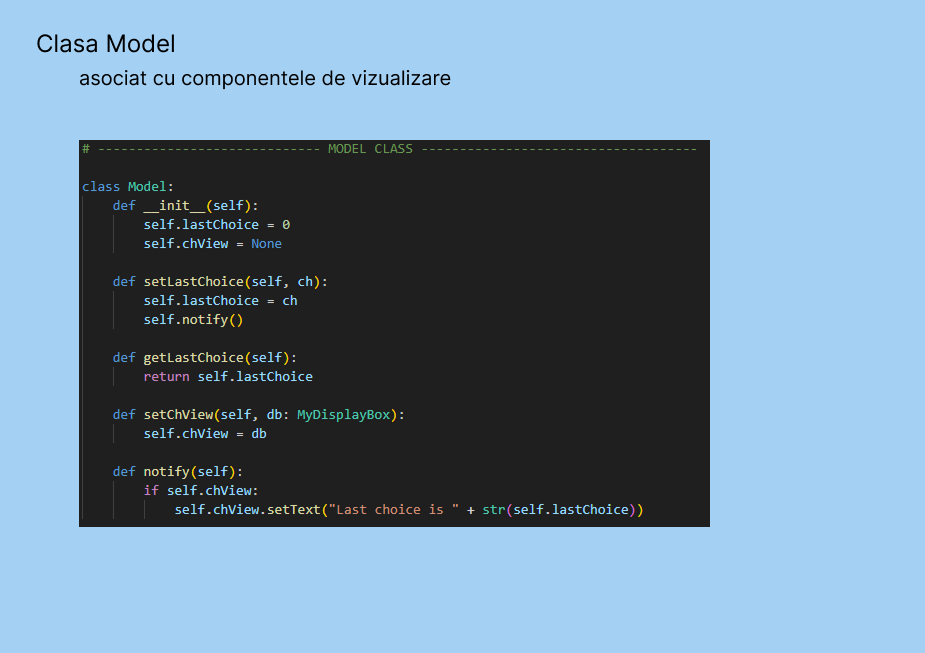 Clasa Model
asociat cu componentele de vizualizare
# ----------------------------- MODEL CLASS ------------------------------------
class Model:
    def __init__(self):
        self.lastChoice = 0
        self.chView = None
    def setLastChoice(self, ch):
        self.lastChoice = ch
        self.notify()
    def getLastChoice(self):
        return self.lastChoice
    def setChView(self, db: MyDisplayBox):
        self.chView = db
    def notify(self):
        if self.chView:
            self.chView.setText("Last choice is " + str(self.lastChoice))